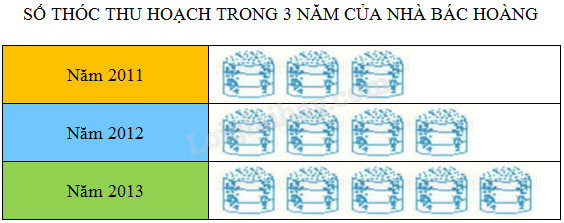 SỐ THÓC THU HOẠCH TRONG 3 NĂM CỦA NHÀ BÁC HOÀNG
Năm 2011
Năm 2012
Năm 2013